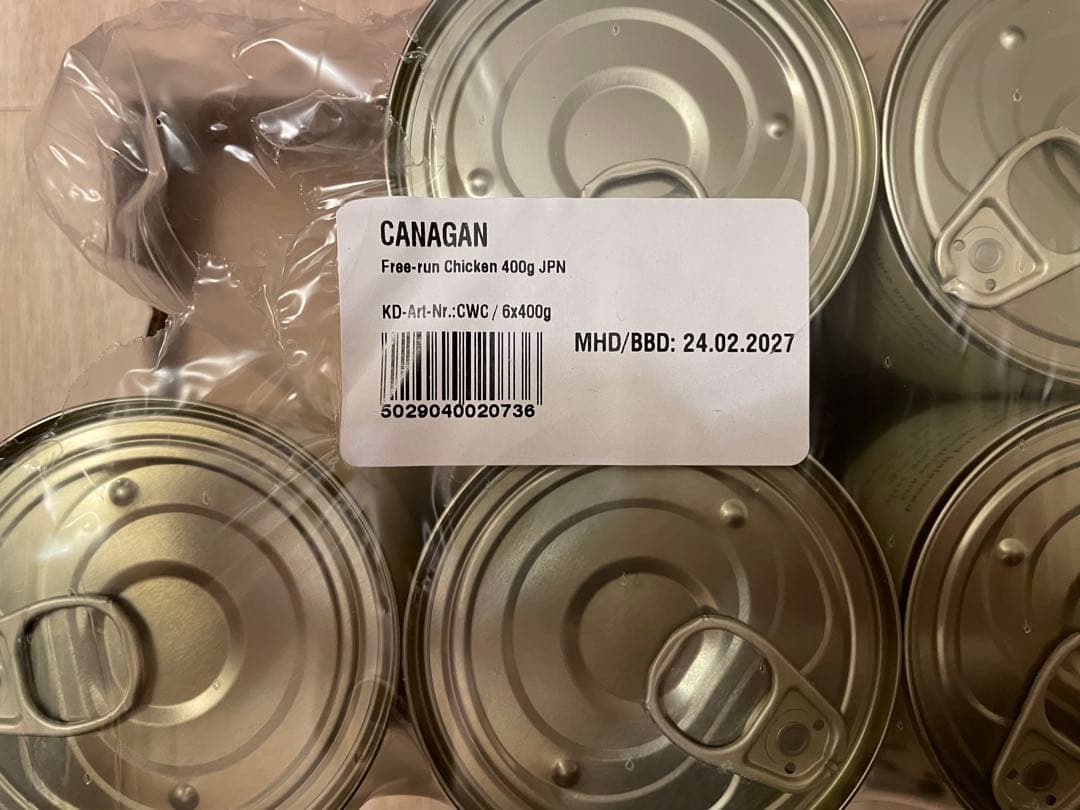 CANAGAN
Free-run Chicken 400g JPN
KD-Art-Nr.:CWC / 6x400g
MHD/BBD: 24.02.2027
5029040020736